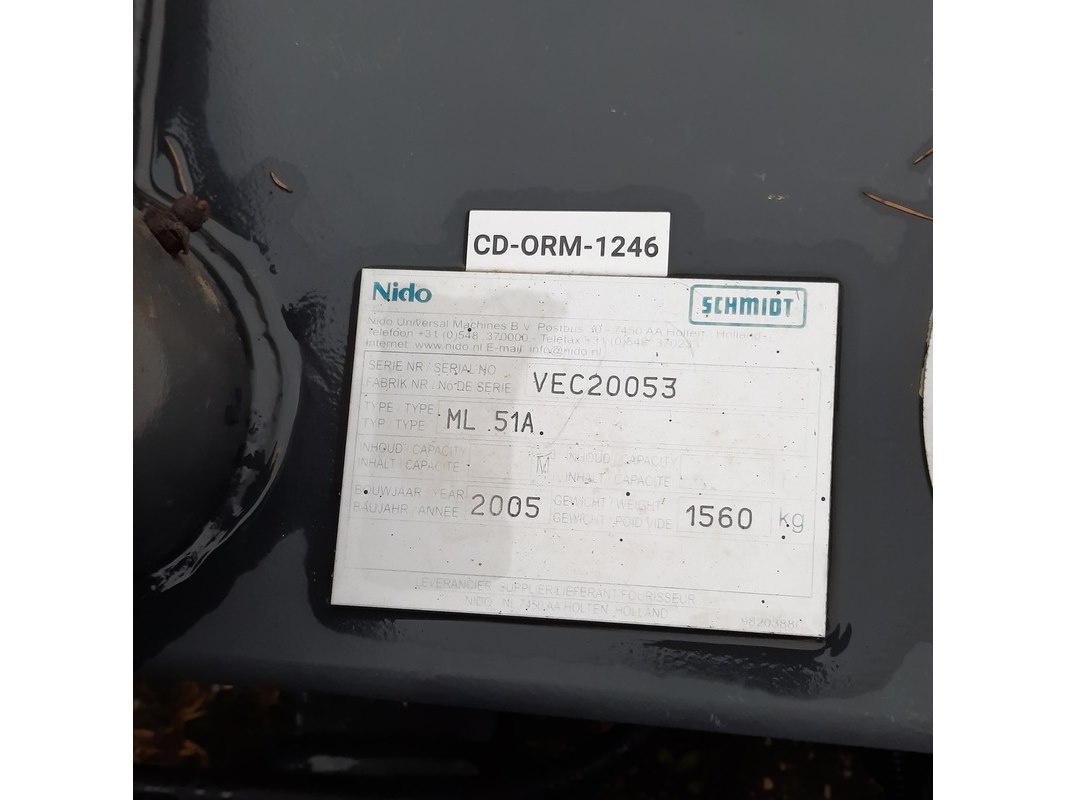 CD-ORM-1246
Nido
SCHMIDT
Nido Universal Machines B.V. Postbus 30 - 7450 AA Holten - Holland -
Telefoon +31 (0)548 370000 - Telefax +31 (0)548
Internet: www.nido.nl E-mail: info@nido.nl
SERIE NR / SERIAL NO
FABRIK NR / No DE SERIE
VEC20053
TYPE / TYPE
TYP / TYPE
ML 51A.
INHOUD / CAPACITY
INHALT / CAPACITE
M
INHOUD / CAPACITY
INHALT / CAPACITE
BOUWJAAR / YEAR
BAUJAHR / ANNEE
2005
GEWICHT / WEIGHT
GEWICHT / POID VIDE
1560 kg
LEVERANCIER / SUPPLIER / LIEFERANT / FOURISSEUR
NIDO, NL 7450 AA HOLTEN, HOLLAND